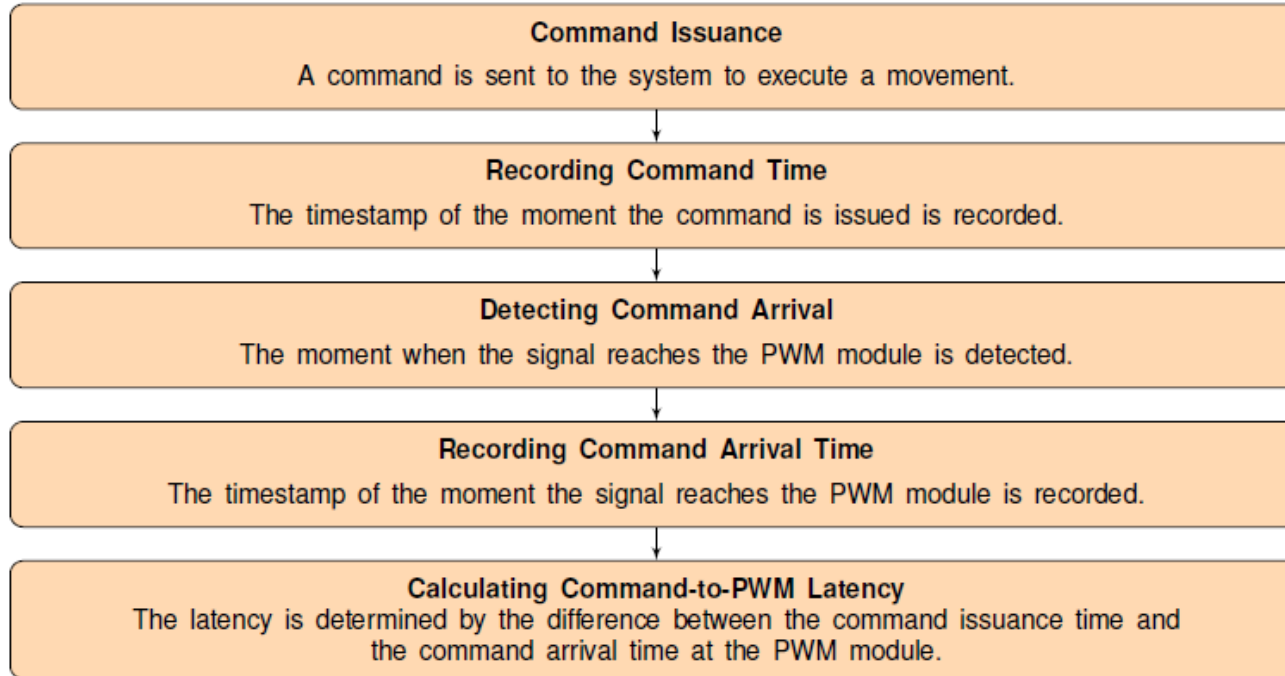 Command Issuance
A command is sent to the system to execute a movement.
Recording Command Time
The timestamp of the moment the command is issued is recorded.
Detecting Command Arrival
The moment when the signal reaches the PWM module is detected.
Recording Command Arrival Time
The timestamp of the moment the signal reaches the PWM module is recorded.
Calculating Command-to-PWM Latency
The latency is determined by the difference between the command issuance time and
the command arrival time at the PWM module.